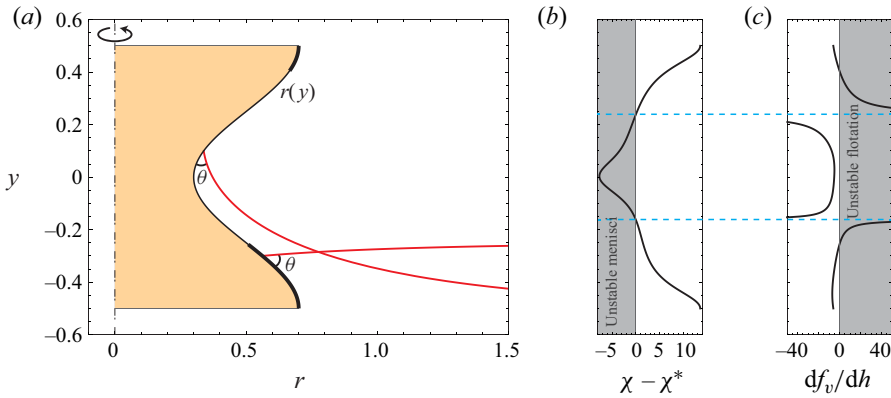 (a)
(b)
(c)
0.6
0.4
0.2
0
−0.2
−0.4
−0.6
y
r(y)
θ
θ
0
0.5
1.0
1.5
r
Unstable menisci
−5
0
5
10
χ − χ*
Unstable flotation
−40
0
40
df_v/dh